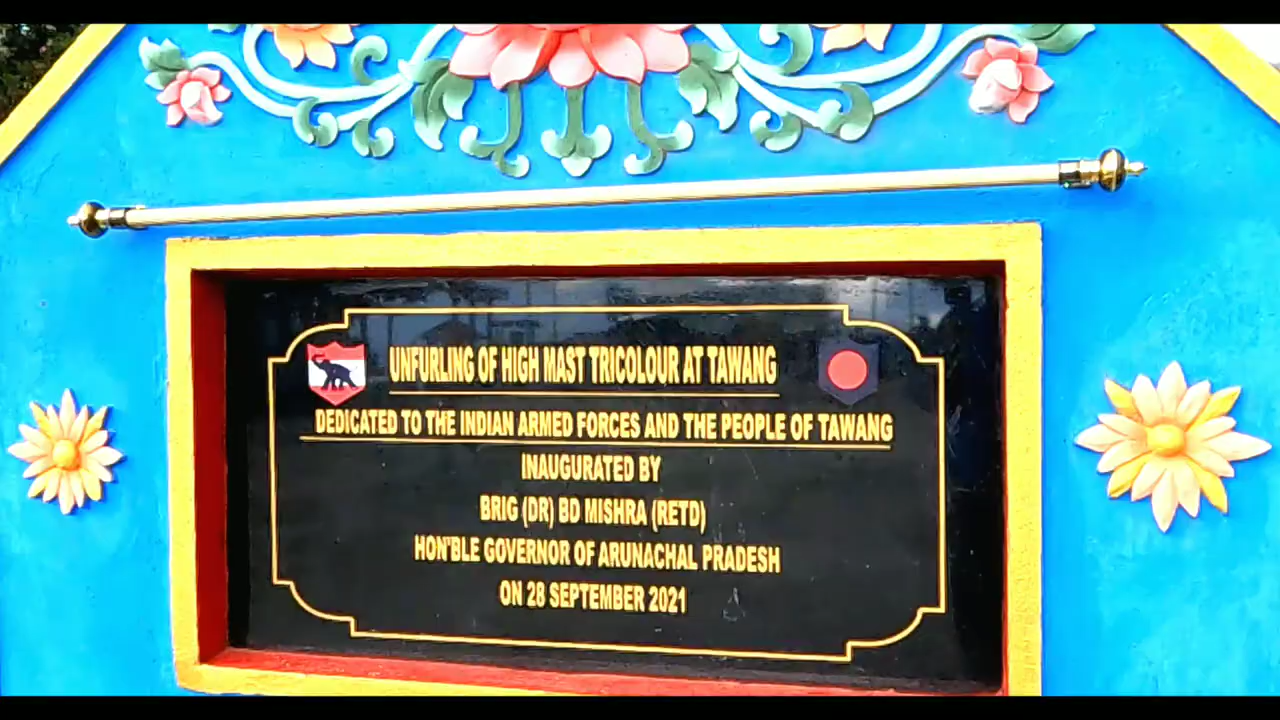 UNFURLING OF HIGH MAST TRICOLOUR AT TAWANG
DEDICATED TO THE INDIAN ARMED FORCES AND THE PEOPLE OF TAWANG
INAUGURATED BY
BRIG (DR) BD MISHRA (RETD)
HON'BLE GOVERNOR OF ARUNACHAL PRADESH
ON 28 SEPTEMBER 2021